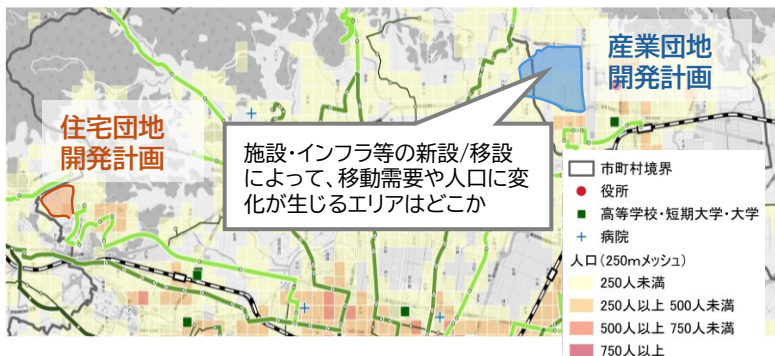 産業団地
開発計画
住宅団地
開発計画
施設・インフラ等の新設/移設
によって、移動需要や人口に変
化が生じるエリアはどこか
市町村境界
役所
高等学校・短期大学・大学
病院
人口(250mメッシュ)
250人未満
250人以上 500人未満
500人以上 750人未満
750人以上